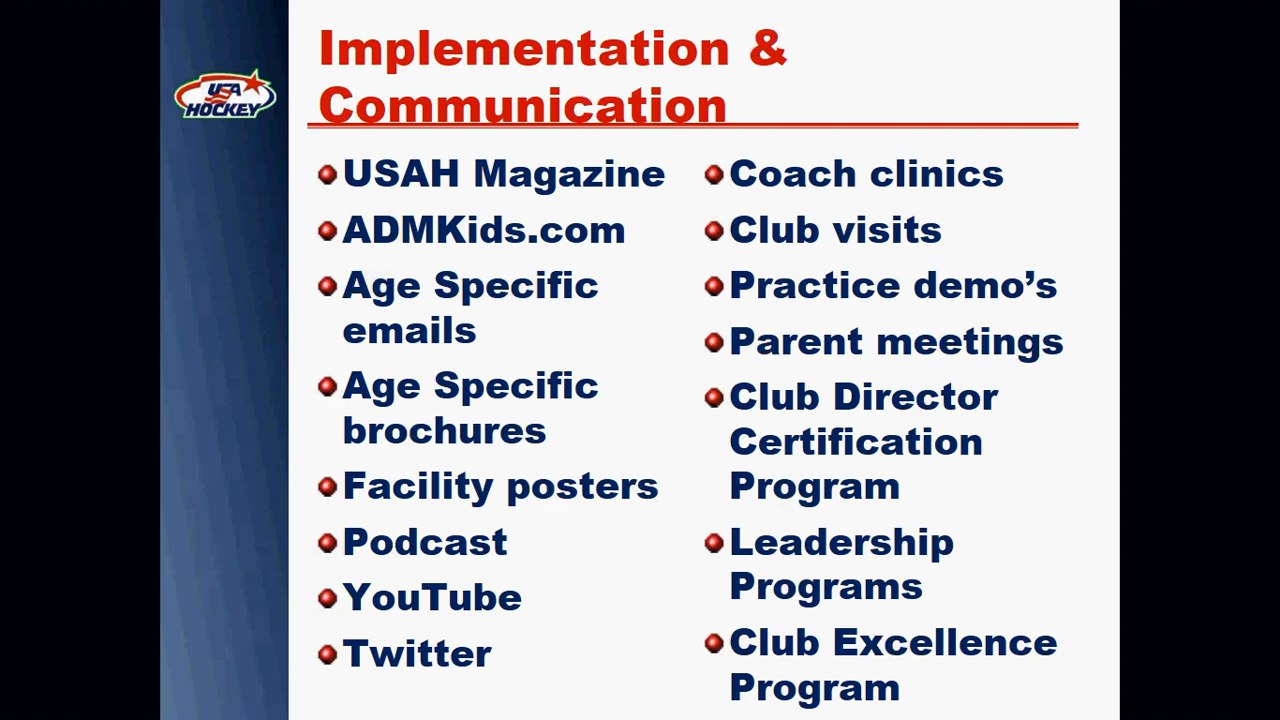 USA
HOCKEY
Implementation &
Communication
USAH Magazine
ADMKids.com
Age Specific
emails
Age Specific
brochures
Facility posters
Podcast
YouTube
Twitter
Coach clinics
Club visits
Practice demo’s
Parent meetings
Club Director
Certification
Program
Leadership
Programs
Club Excellence
Program